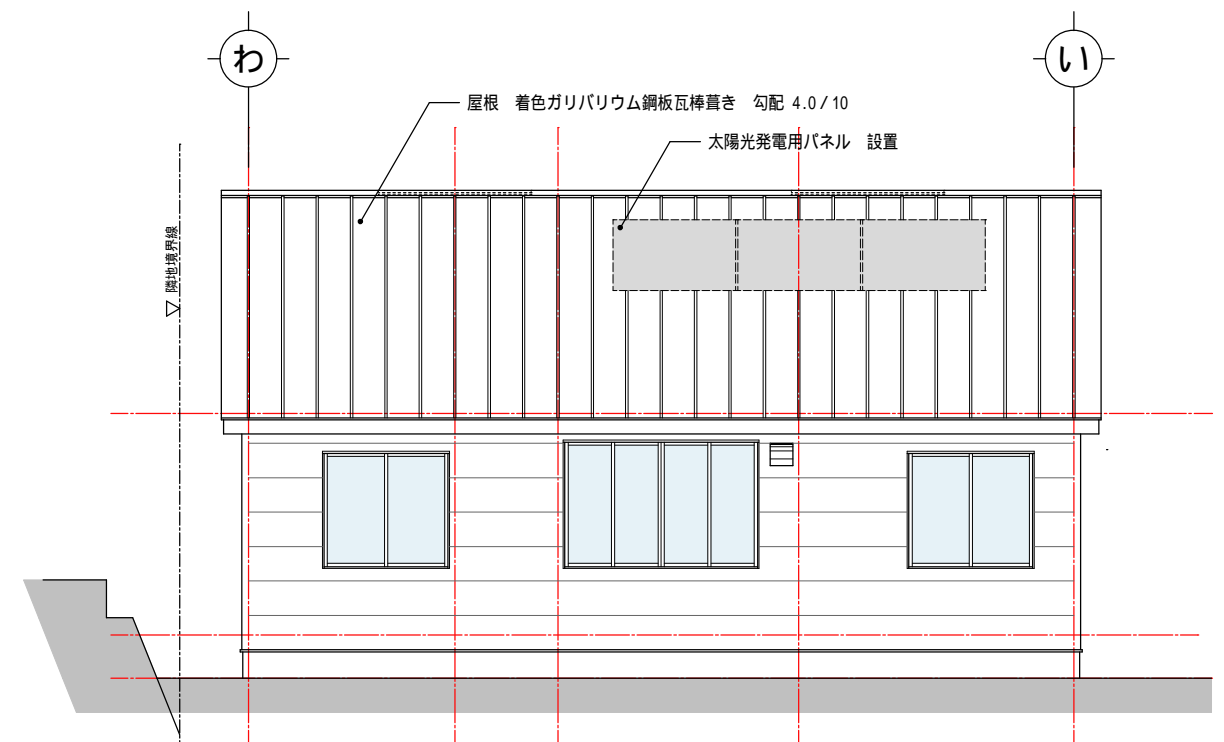 わ
い
屋根　着色ガリバリウム鋼板瓦棒葺き　勾配 4.0/10
太陽光発電用パネル　設置
▽ 隣地境界線